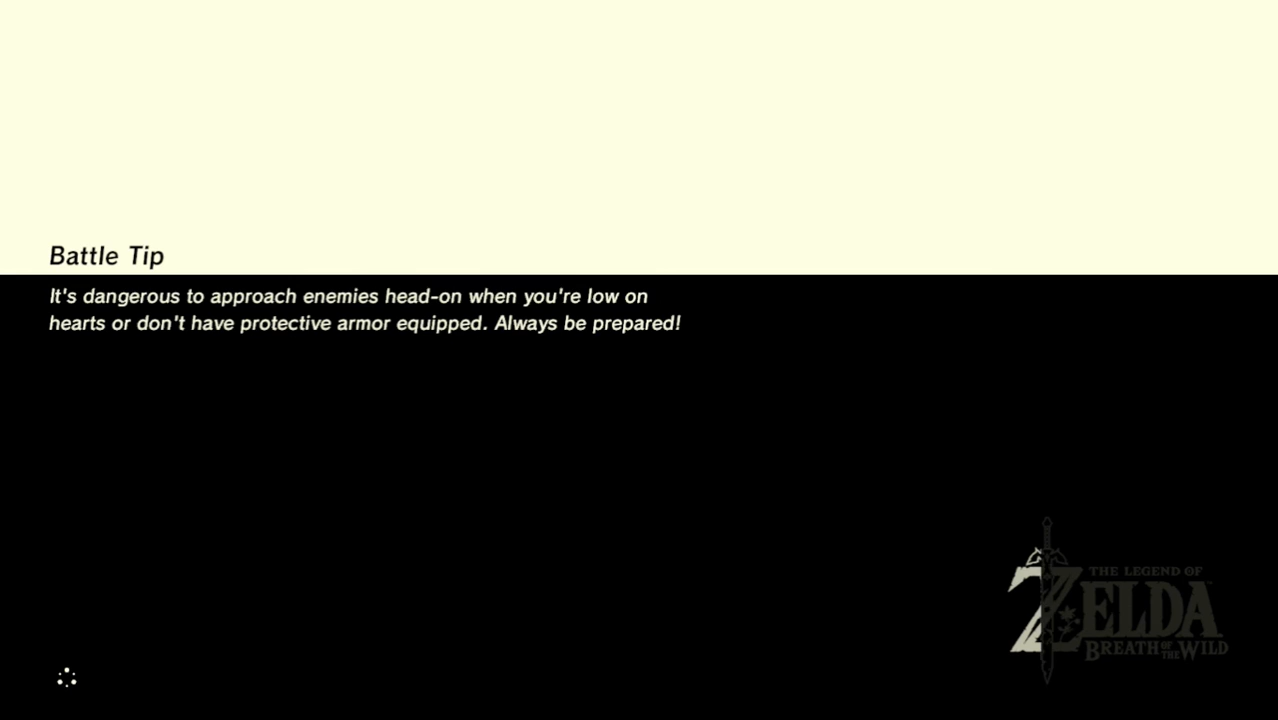 Battle Tip
It's dangerous to approach enemies head-on when you're low on
hearts or don't have protective armor equipped. Always be prepared!
THE LEGEND OF
ZELDA
BREATH OF THE WILD